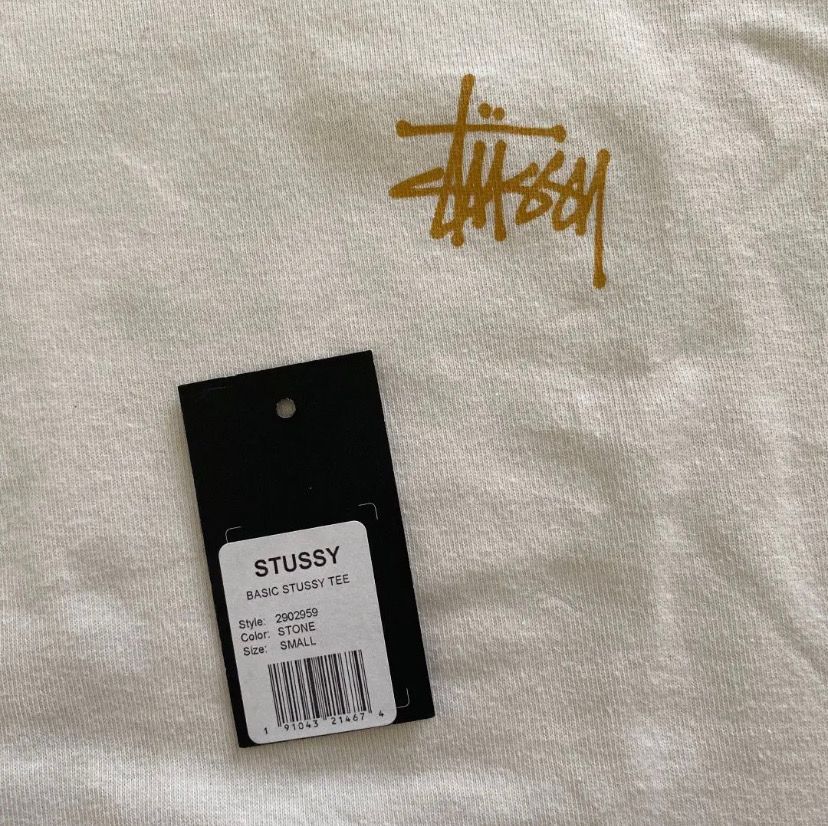 Stüssy
STUSSY
BASIC STUSSY TEE
Style: 2902959
Color: STONE
Size: SMALL
1 91043 21467 4